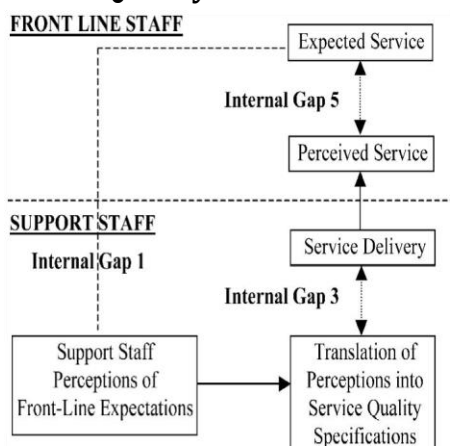 FRONT LINE STAFF
Expected Service
Internal Gap 5
Perceived Service
SUPPORT STAFF
Service Delivery
Internal Gap 1
Internal Gap 3
Support Staff
Perceptions of
Front-Line Expectations
Translation of
Perceptions into
Service Quality
Specifications